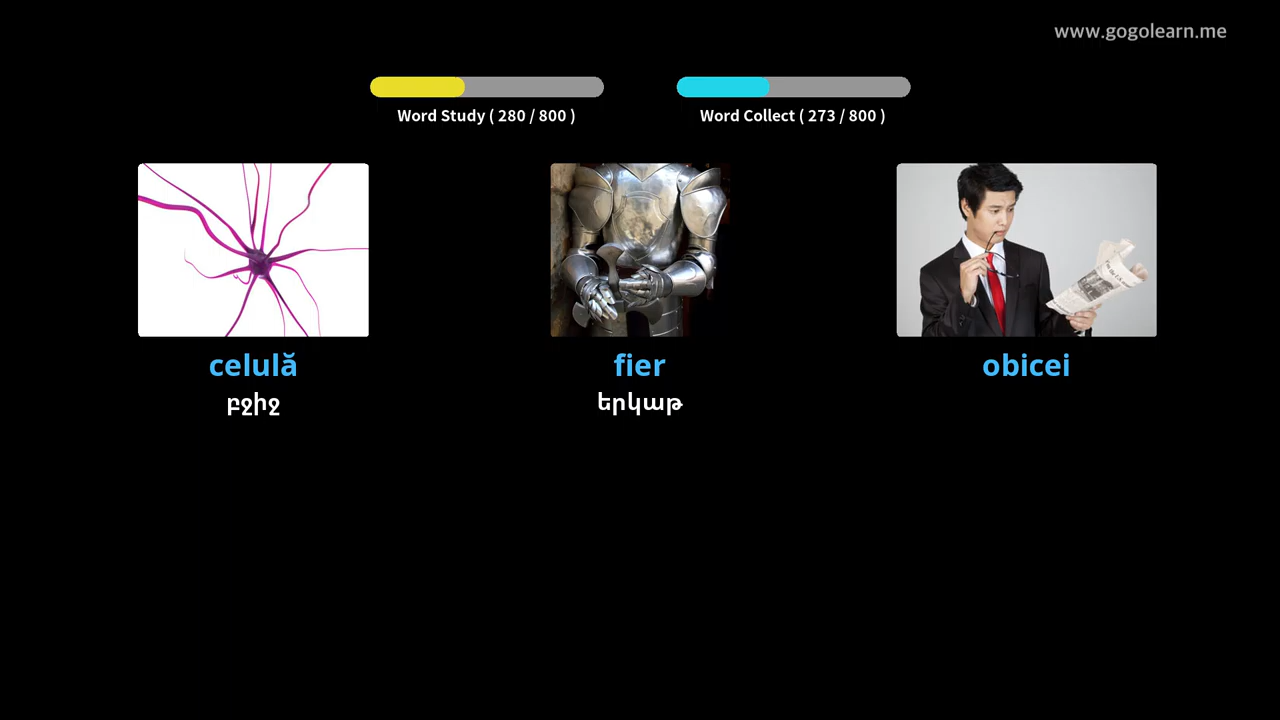 www.gogolearn.me
Word Study ( 280 / 800 )
Word Collect ( 273 / 800 )
celulă
fier
obicei
բջիջ
երկաթ